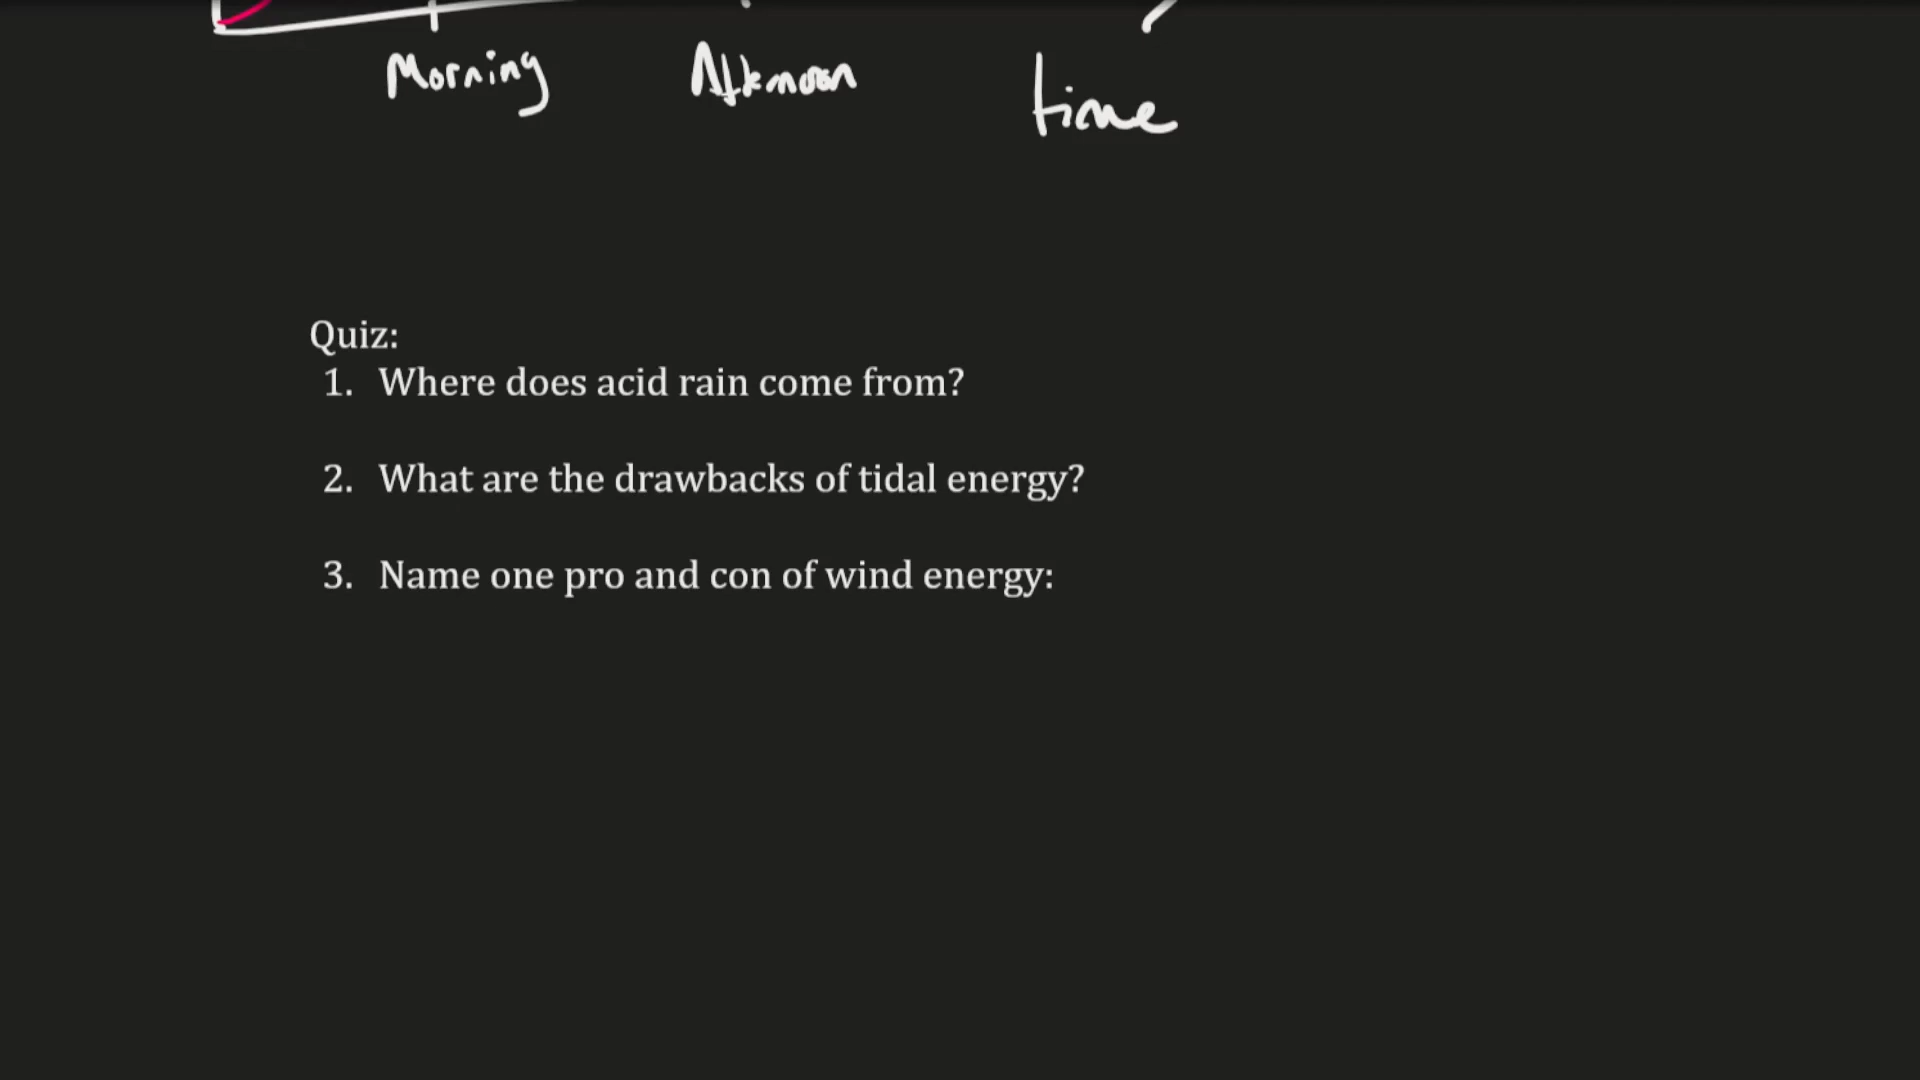 Morning Afternoon time
Quiz:
1. Where does acid rain come from?
2. What are the drawbacks of tidal energy?
3. Name one pro and con of wind energy: